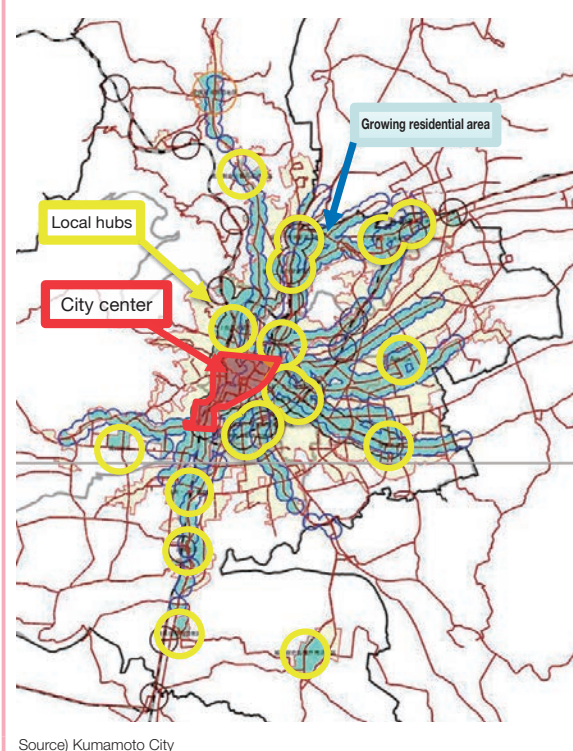 Growing residential area
Local hubs
City center
Source) Kumamoto City